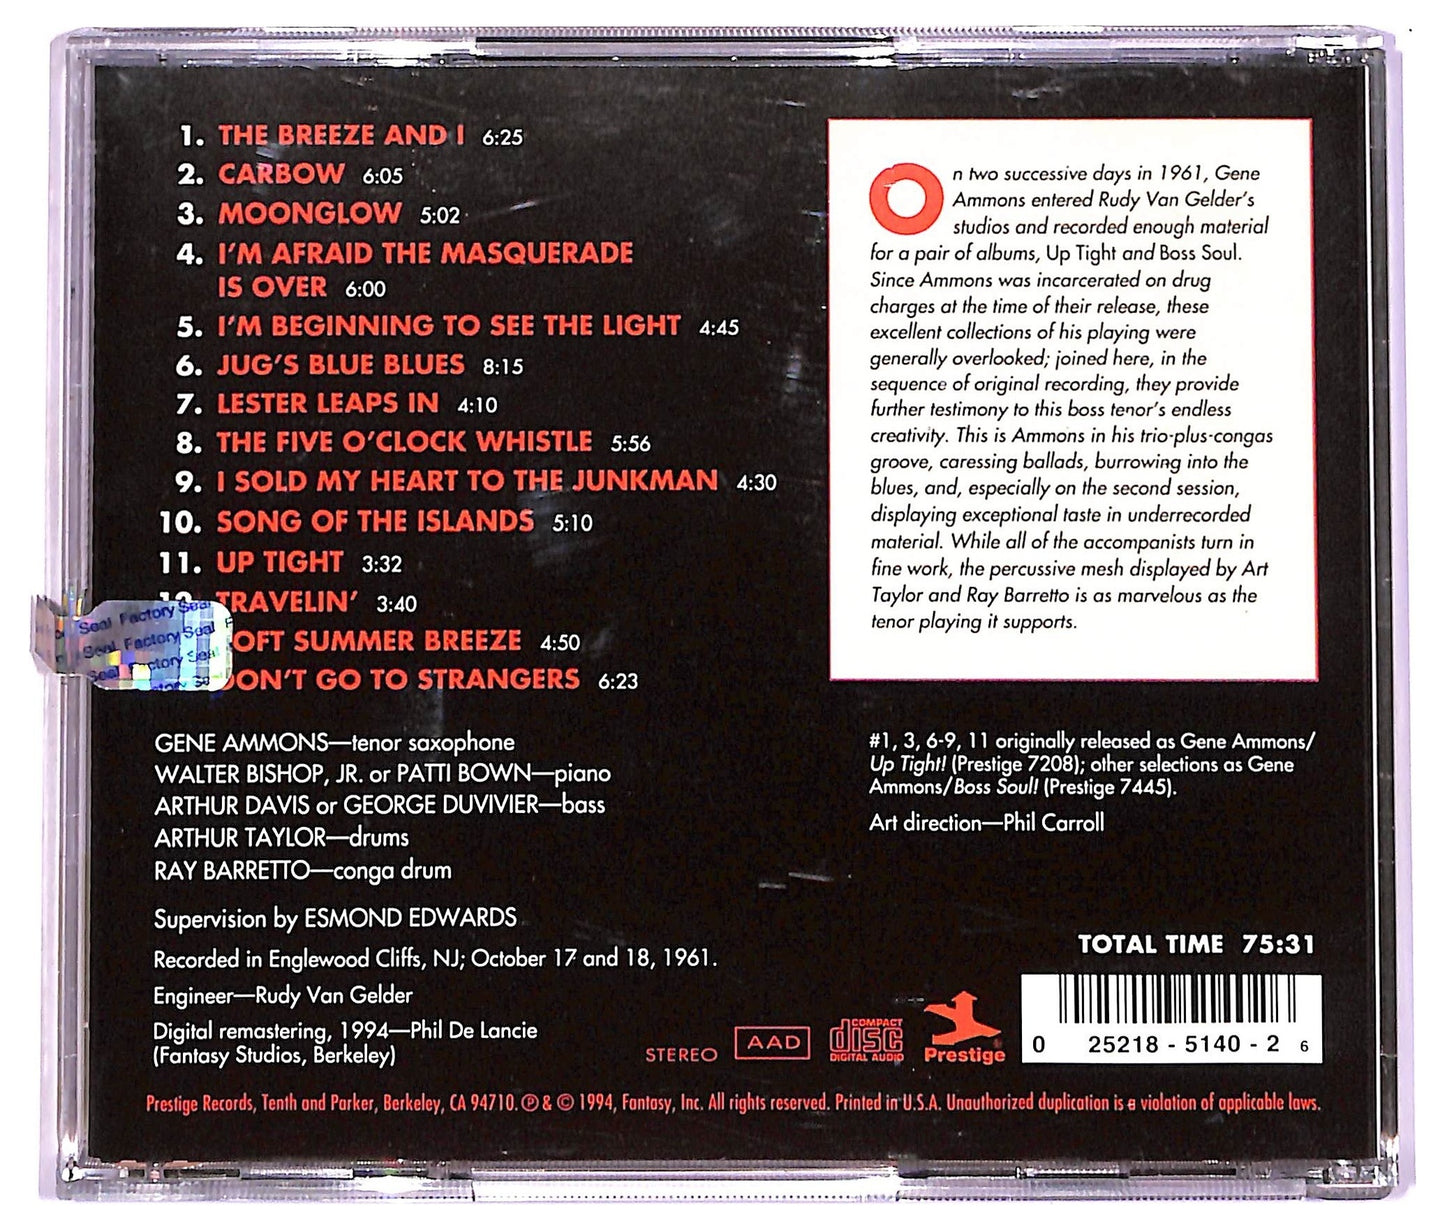 1. THE BREEZE AND I 6:25
2. CARBOW 6:05
3. MOONGLOW 5:02
4. I'M AFRAID THE MASQUERADE
IS OVER 6:00
5. I'M BEGINNING TO SEE THE LIGHT 4:45
6. JUG'S BLUE BLUES 8:15
7. LESTER LEAPS IN 4:10
8. THE FIVE O'CLOCK WHISTLE 5:56
9. I SOLD MY HEART TO THE JUNKMAN 4:30
10. SONG OF THE ISLANDS 5:10
11. UP TIGHT 3:32
12. TRAVELIN' 3:40
OFT SUMMER BREEZE 4:50
DON'T GO TO STRANGERS 6:23
Seal Factory Seal
Seal Factory Seal
Seal Factory Seal
GENE AMMONS—tenor saxophone
WALTER BISHOP, JR. or PATTI BOWN—piano
ARTHUR DAVIS or GEORGE DUVIVIER—bass
ARTHUR TAYLOR—drums
RAY BARRETTO—conga drum
Supervision by ESMOND EDWARDS
Recorded in Englewood Cliffs, NJ; October 17 and 18, 1961.
Engineer—Rudy Van Gelder
Digital remastering, 1994—Phil De Lancie
(Fantasy Studios, Berkeley)
On two successive days in 1961, Gene
Ammons entered Rudy Van Gelder's
studios and recorded enough material
for a pair of albums, Up Tight and Boss Soul.
Since Ammons was incarcerated on drug
charges at the time of their release, these
excellent collections of his playing were
generally overlooked; joined here, in the
sequence of original recording, they provide
further testimony to this boss tenor's endless
creativity. This is Ammons in his trio-plus-congas
groove, caressing ballads, burrowing into the
blues, and, especially on the second session,
displaying exceptional taste in underrecorded
material. While all of the accompanists turn in
fine work, the percussive mesh displayed by Art
Taylor and Ray Barretto is as marvelous as the
tenor playing it supports.
#1, 3, 6-9, 11 originally released as Gene Ammons/
Up Tight! (Prestige 7208); other selections as Gene
Ammons/Boss Soul! (Prestige 7445).
Art direction—Phil Carroll
TOTAL TIME 75:31
STEREO
AAD
COMPACT
disc
DIGITAL AUDIO
Prestige®
0 25218 - 5140 - 2 6
Prestige Records, Tenth and Parker, Berkeley, CA 94710. ℗ & © 1994, Fantasy, Inc. All rights reserved. Printed in U.S.A. Unauthorized duplication is a violation of applicable laws.